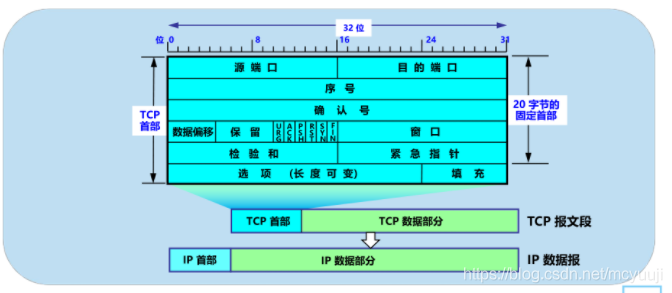 32 位
位 0 8 16 24 31
源 端 口 目 的 端 口
序 号
TCP 首部
确 认 号
20 字节的固定首部
数据偏移 保 留 URG ACK PSH RST SYN FIN 窗 口
检 验 和 紧 急 指 针
选 项 (长 度 可 变) 填 充
TCP 首部 TCP 数据部分 TCP 报文段
IP 首部 IP 数据部分 IP 数据报
https://blog.csdn.net/mcyuuji